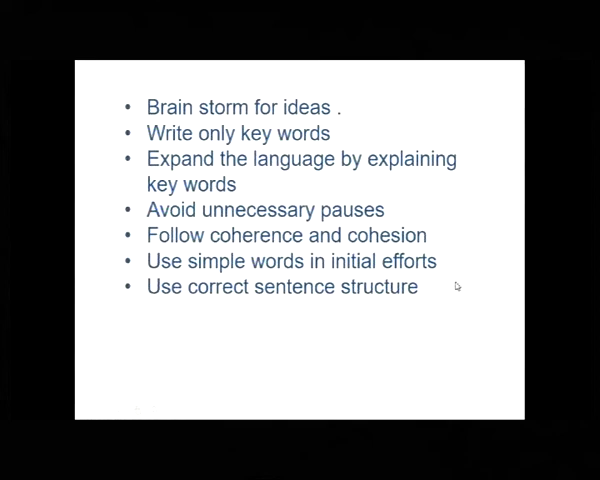 • Brain storm for ideas .
• Write only key words
• Expand the language by explaining
key words
• Avoid unnecessary pauses
• Follow coherence and cohesion
• Use simple words in initial efforts
• Use correct sentence structure